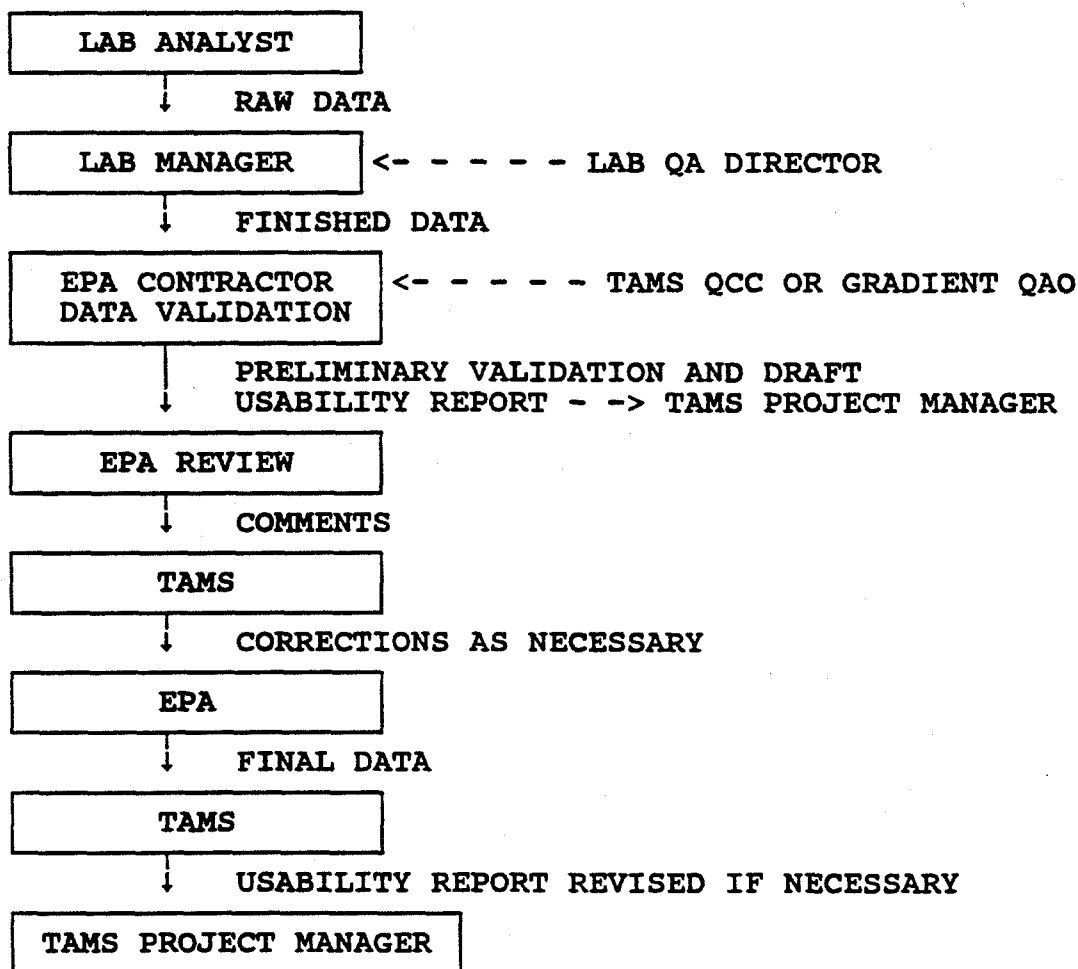 LAB ANALYST
RAW DATA
LAB MANAGER <- - - - - - LAB QA DIRECTOR
FINISHED DATA
EPA CONTRACTOR <- - - - - - TAMS QCC OR GRADIENT QAO
DATA VALIDATION
PRELIMINARY VALIDATION AND DRAFT
USABILITY REPORT - -> TAMS PROJECT MANAGER
EPA REVIEW
COMMENTS
TAMS
CORRECTIONS AS NECESSARY
EPA
FINAL DATA
TAMS
USABILITY REPORT REVISED IF NECESSARY
TAMS PROJECT MANAGER